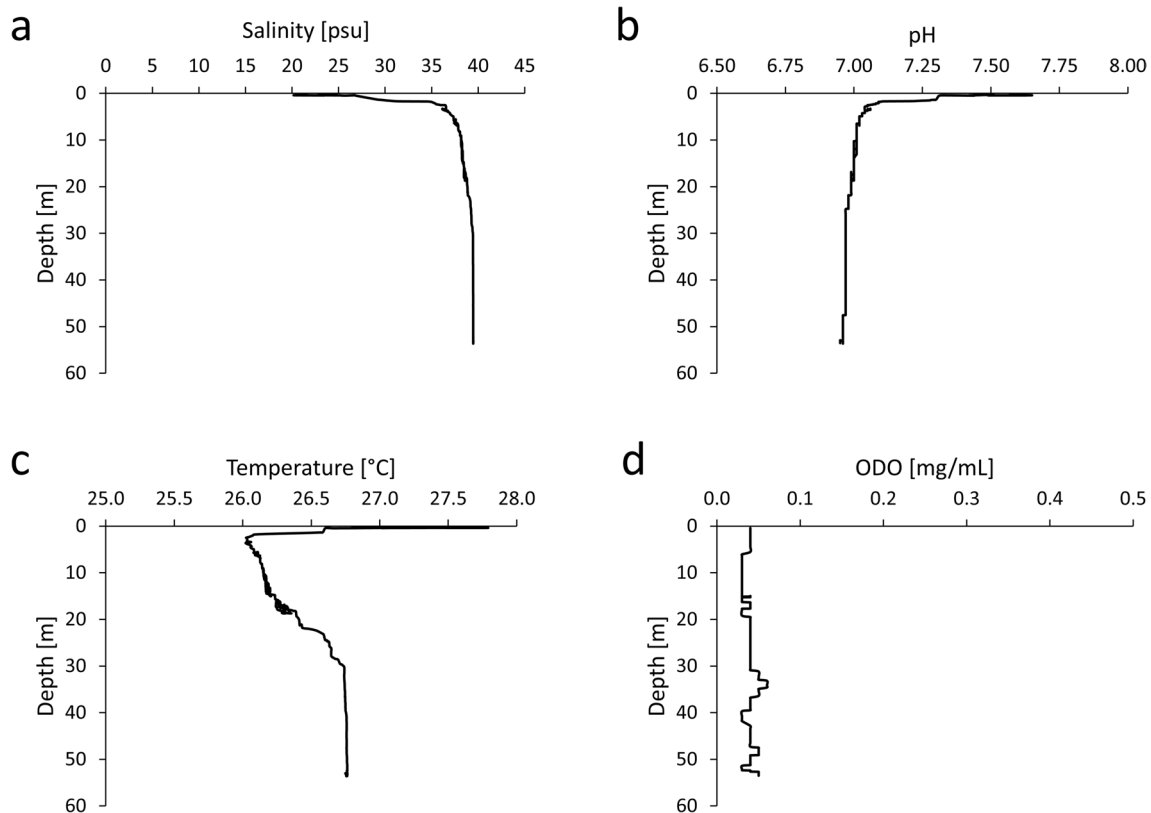 a
Salinity [psu]
0 5 10 15 20 25 30 35 40 45
0
10
20
30
40
50
60
Depth [m]
b
pH
6.50 6.75 7.00 7.25 7.50 7.75 8.00
0
10
20
30
40
50
60
Depth [m]
c
Temperature [°C]
25.0 25.5 26.0 26.5 27.0 27.5 28.0
0
10
20
30
40
50
60
Depth [m]
d
ODO [mg/mL]
0.0 0.1 0.2 0.3 0.4 0.5
0
10
20
30
40
50
60
Depth [m]